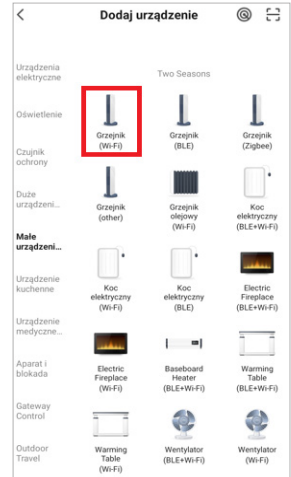 Dodaj urządzenie
Urządzenia
elektryczne
Oświetlenie
Czujnik
ochrony
Duże
urządzeni...
Małe
urządzeni...
Urządzenie
kuchenne
Urządzenie
medyczne...
Aparat i
blokada
Gateway
Control
Outdoor
Travel
Two Seasons
Grzejnik
(Wi-Fi)
Grzejnik
(BLE)
Grzejnik
(Zigbee)
Grzejnik
(other)
Grzejnik
olejowy
(Wi-Fi)
Koc
elektryczny
(BLE+Wi-Fi)
Koc
elektryczny
(Wi-Fi)
Koc
elektryczny
(BLE)
Electric
Fireplace
(BLE+Wi-Fi)
Electric
Fireplace
(Wi-Fi)
Baseboard
Heater
(BLE+Wi-Fi)
Warming
Table
(BLE+Wi-Fi)
Warming
Table
(Wi-Fi)
Wentylator
(BLE+Wi-Fi)
Wentylator
(Wi-Fi)